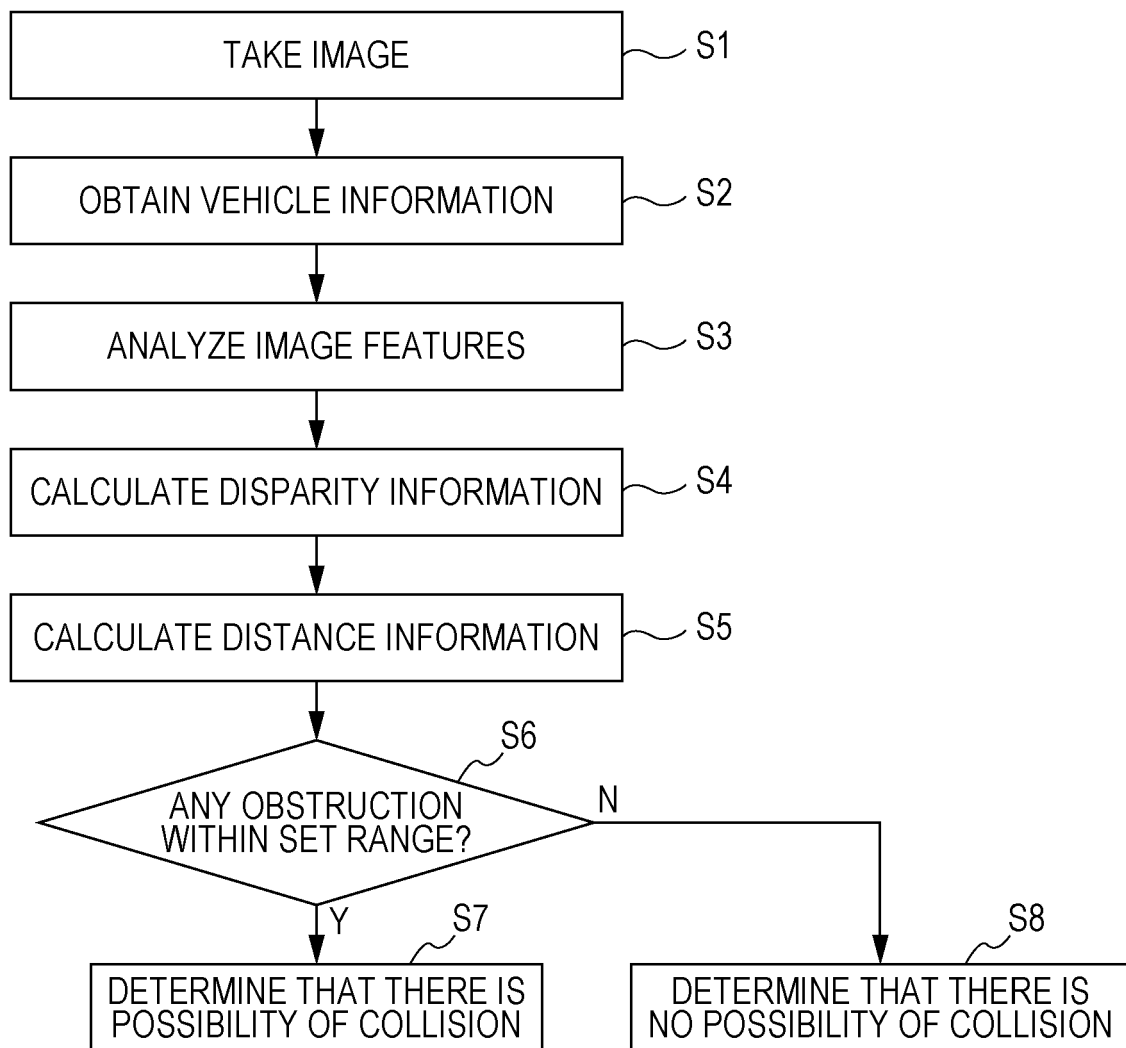 TAKE IMAGE
S1
OBTAIN VEHICLE INFORMATION
S2
ANALYZE IMAGE FEATURES
S3
CALCULATE DISPARITY INFORMATION
S4
CALCULATE DISTANCE INFORMATION
S5
S6
ANY OBSTRUCTION
WITHIN SET RANGE?
N
Y
S7
DETERMINE THAT THERE IS
POSSIBILITY OF COLLISION
S8
DETERMINE THAT THERE IS
NO POSSIBILITY OF COLLISION